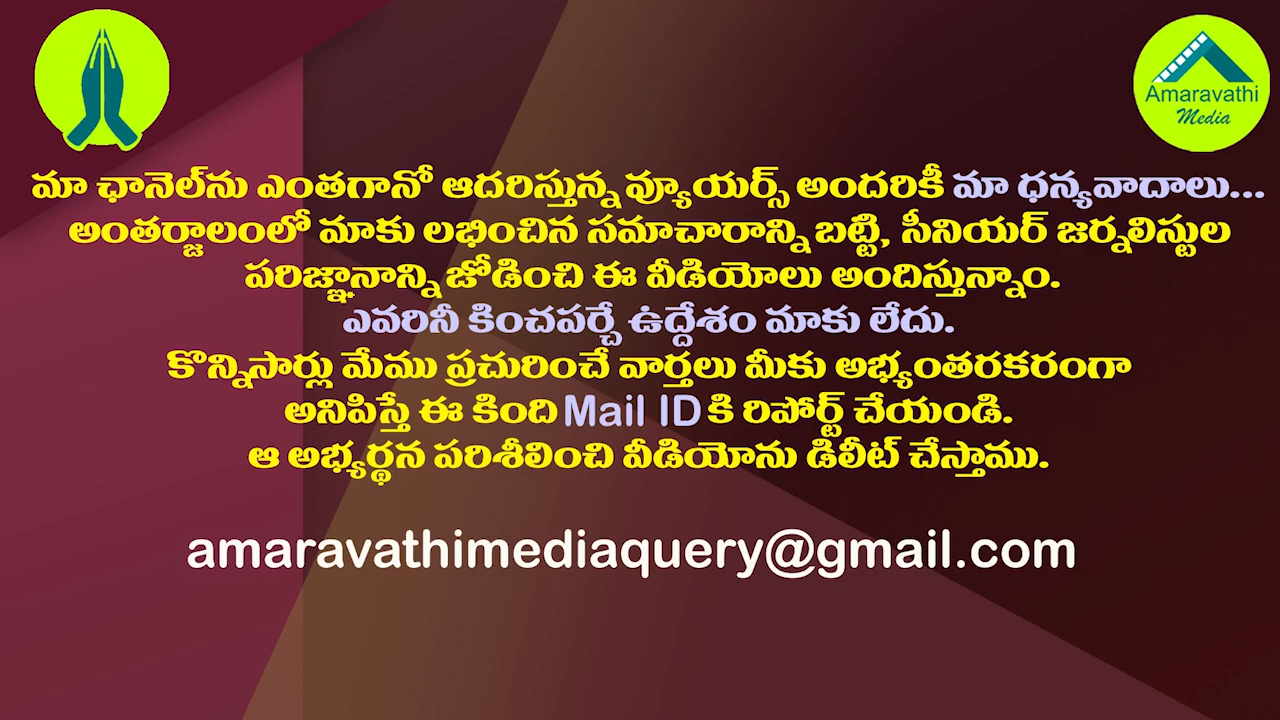 Amaravathi
Media
మా ఛానెల్‌ను ఎంతగానో ఆదరిస్తున్న వ్యూయర్స్ అందరికీ మా ధన్యవాదాలు...
అంతర్జాలంలో మాకు లభించిన సమాచారాన్ని బట్టి, సీనియర్ జర్నలిస్టుల
పరిజ్ఞానాన్ని జోడించి ఈ వీడియోలు అందిస్తున్నాం.
ఎవరినీ కించపర్చే ఉద్దేశం మాకు లేదు.
కొన్నిసార్లు మేము ప్రచురించే వార్తలు మీకు అభ్యంతరకరంగా
అనిపిస్తే ఈ కింది Mail ID కి రిపోర్ట్ చేయండి.
ఆ అభ్యర్థన పరిశీలించి వీడియోను డిలీట్ చేస్తాము.
amaravathimediaquery@gmail.com